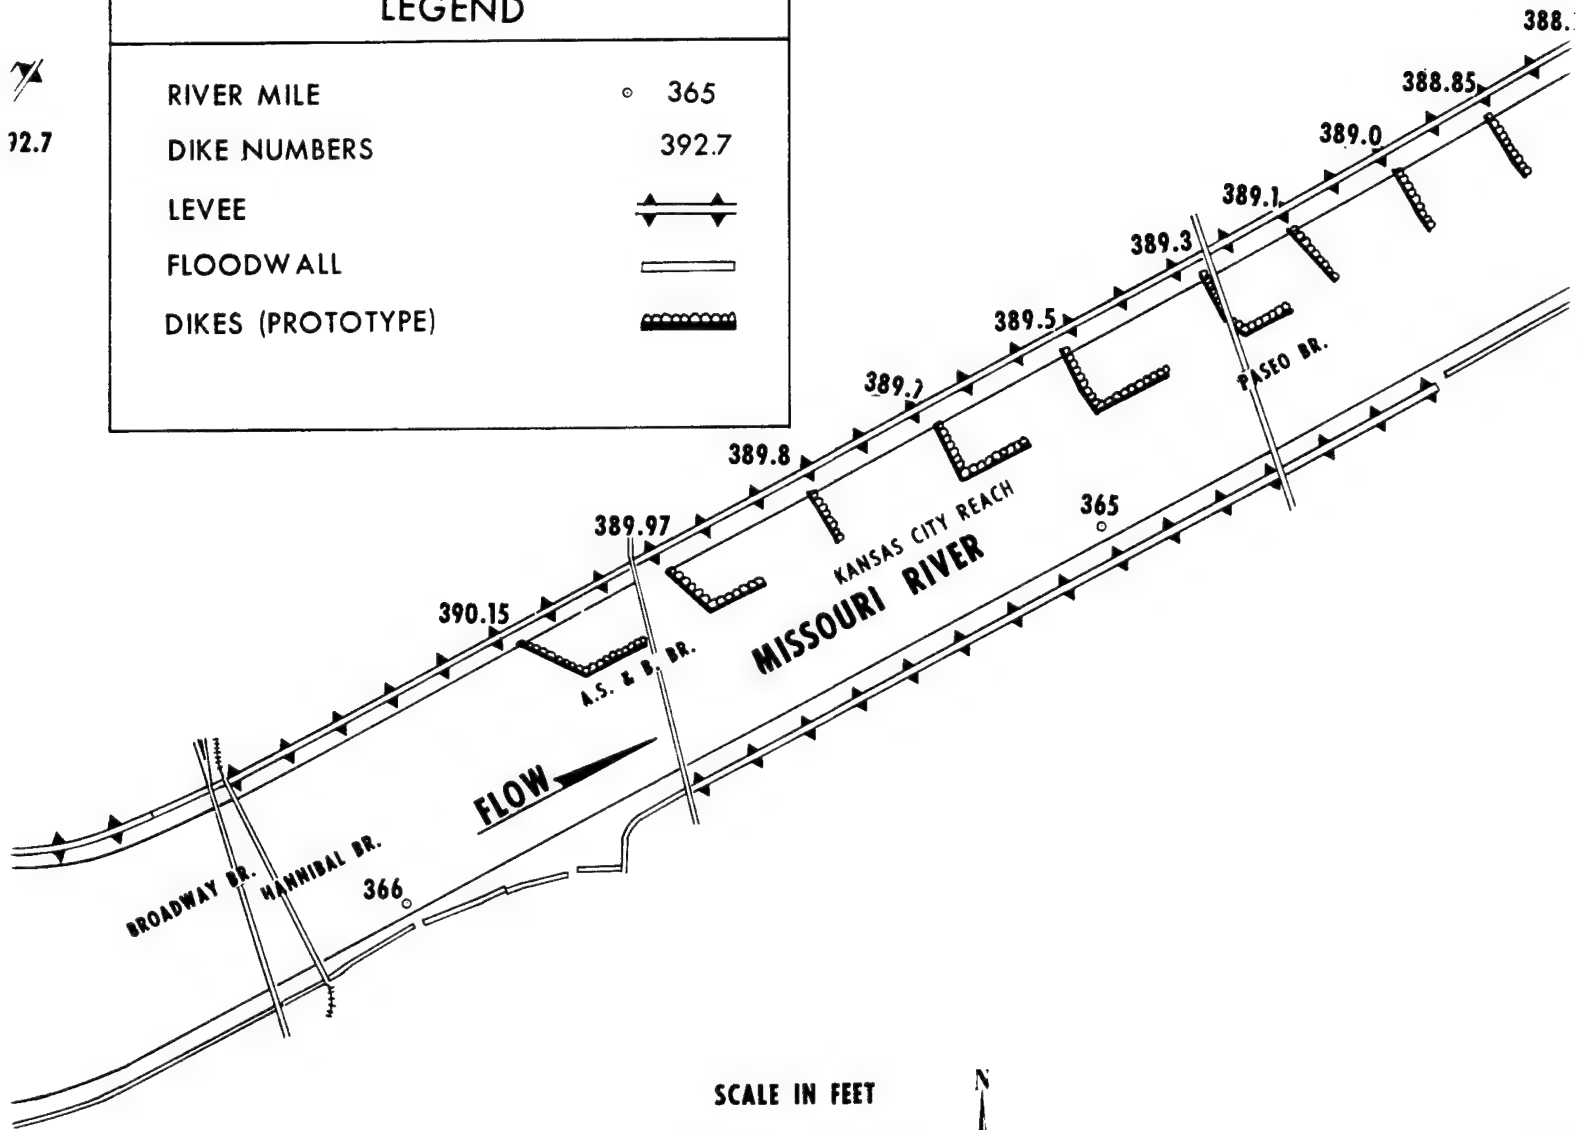 LEGEND
RIVER MILE 365
DIKE NUMBERS 392.7
LEVEE
FLOODWALL
DIKES (PROTOTYPE)
388.85
389.0
389.1
389.3
389.5
389.7
389.8
389.97
390.15
PASEO BR.
365
KANSAS CITY REACH
MISSOURI RIVER
A.S. & B. BR.
FLOW
BROADWAY BR.
HANNIBAL BR.
366
SCALE IN FEET
N